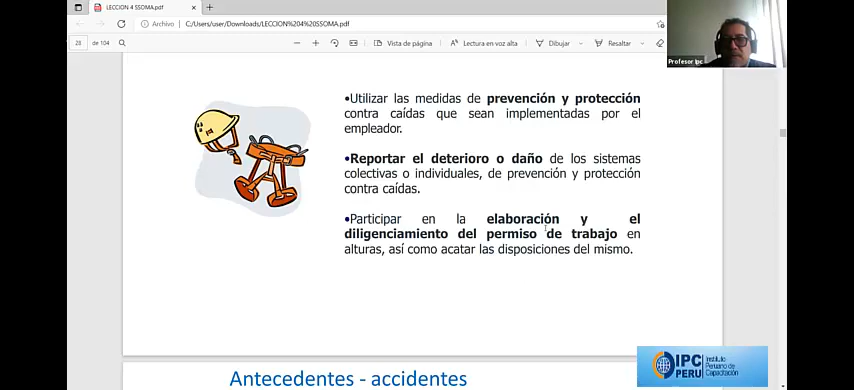 LECCION 4 SSOMA.pdf
Archivo C:/Users/user/Downloads/LECCION%204%20SSOMA.pdf
28 de 104 Vista de página Lectura en voz alta Dibujar Resaltar
Profesor Ipc
•Utilizar las medidas de prevención y protección
contra caídas que sean implementadas por el
empleador.
•Reportar el deterioro o daño de los sistemas
colectivas o individuales, de prevención y protección
contra caídas.
•Participar en la elaboración y el
diligenciamiento del permiso de trabajo en
alturas, así como acatar las disposiciones del mismo.
Antecedentes - accidentes
IPC
PERU
Instituto
Peruano de
Capacitación